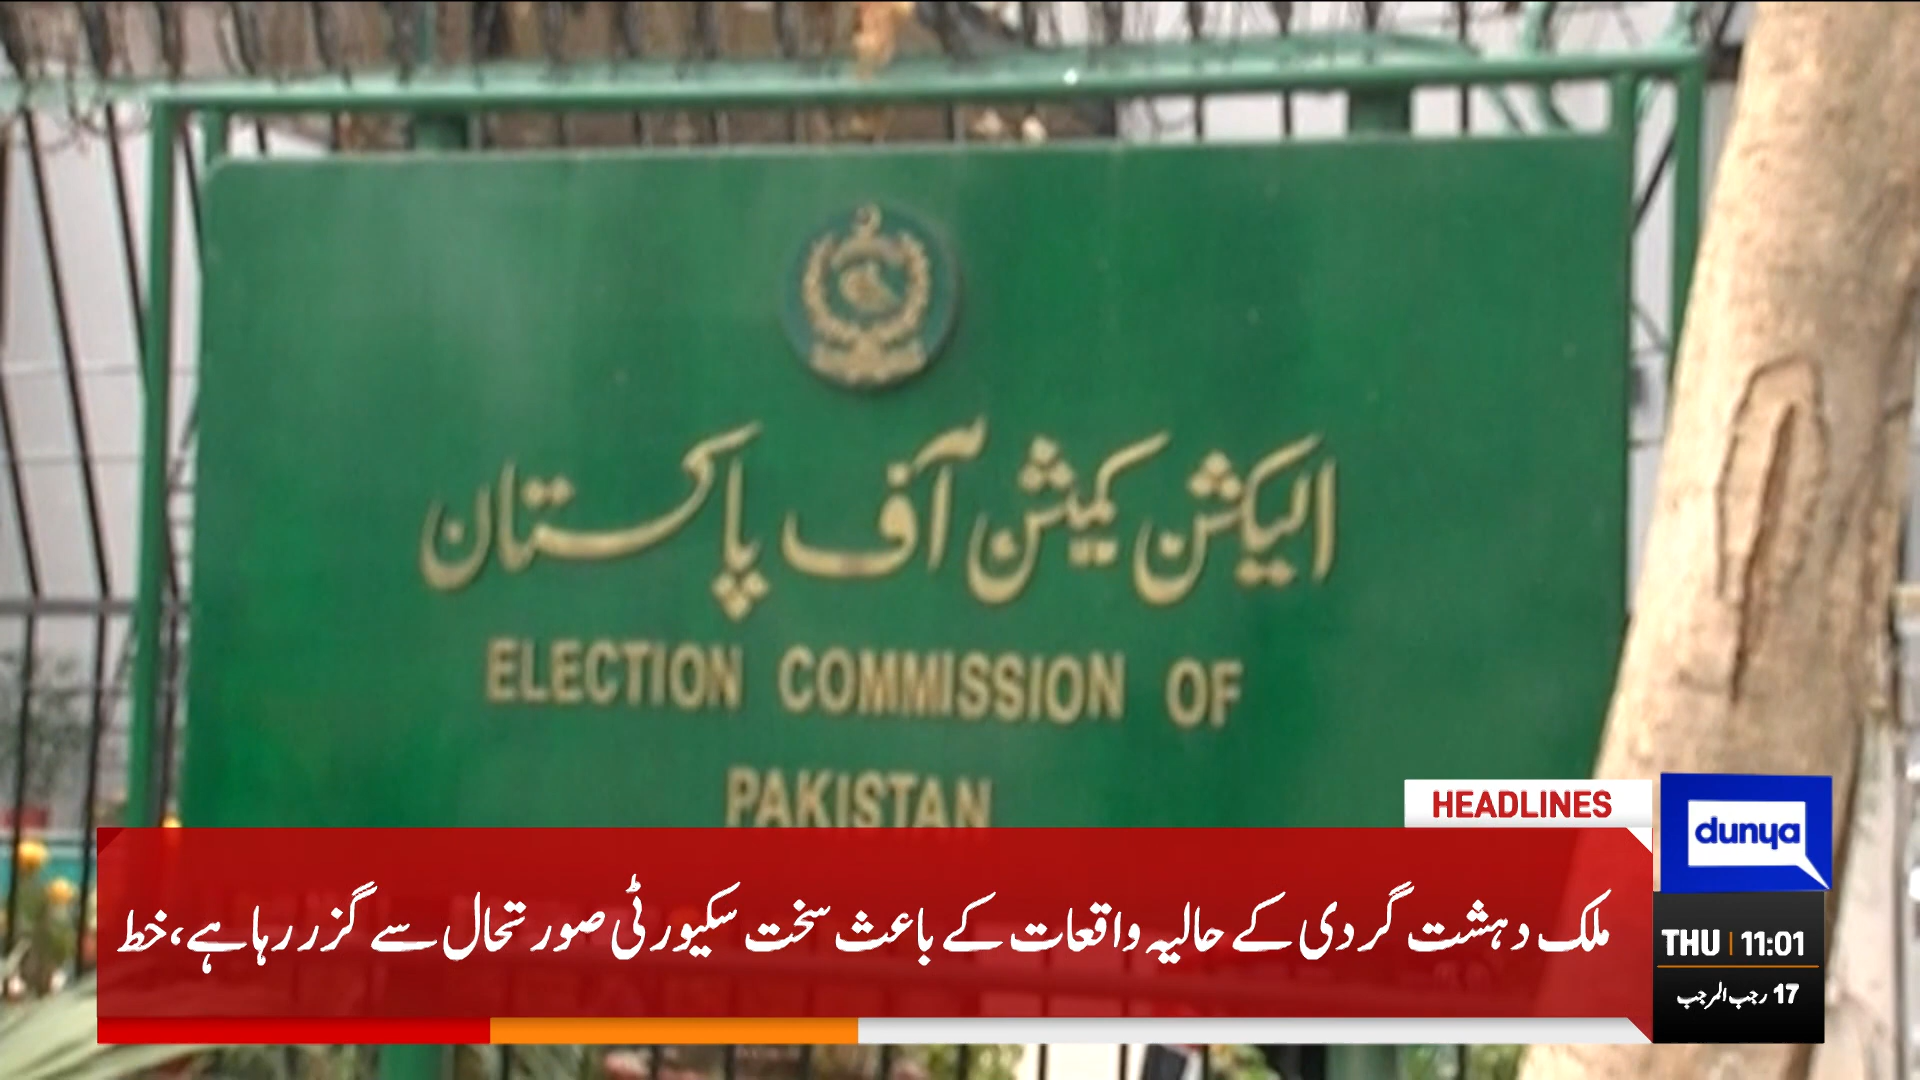 الیکشن کمیشن آف پاکستان
ELECTION COMMISSION OF
PAKISTAN
HEADLINES
dunya
ملک دہشت گردی کے حالیہ واقعات کے باعث سخت سکیورٹی صورتحال سے گزر رہا ہے،خط
THU 11:01
17 رجب المرجب